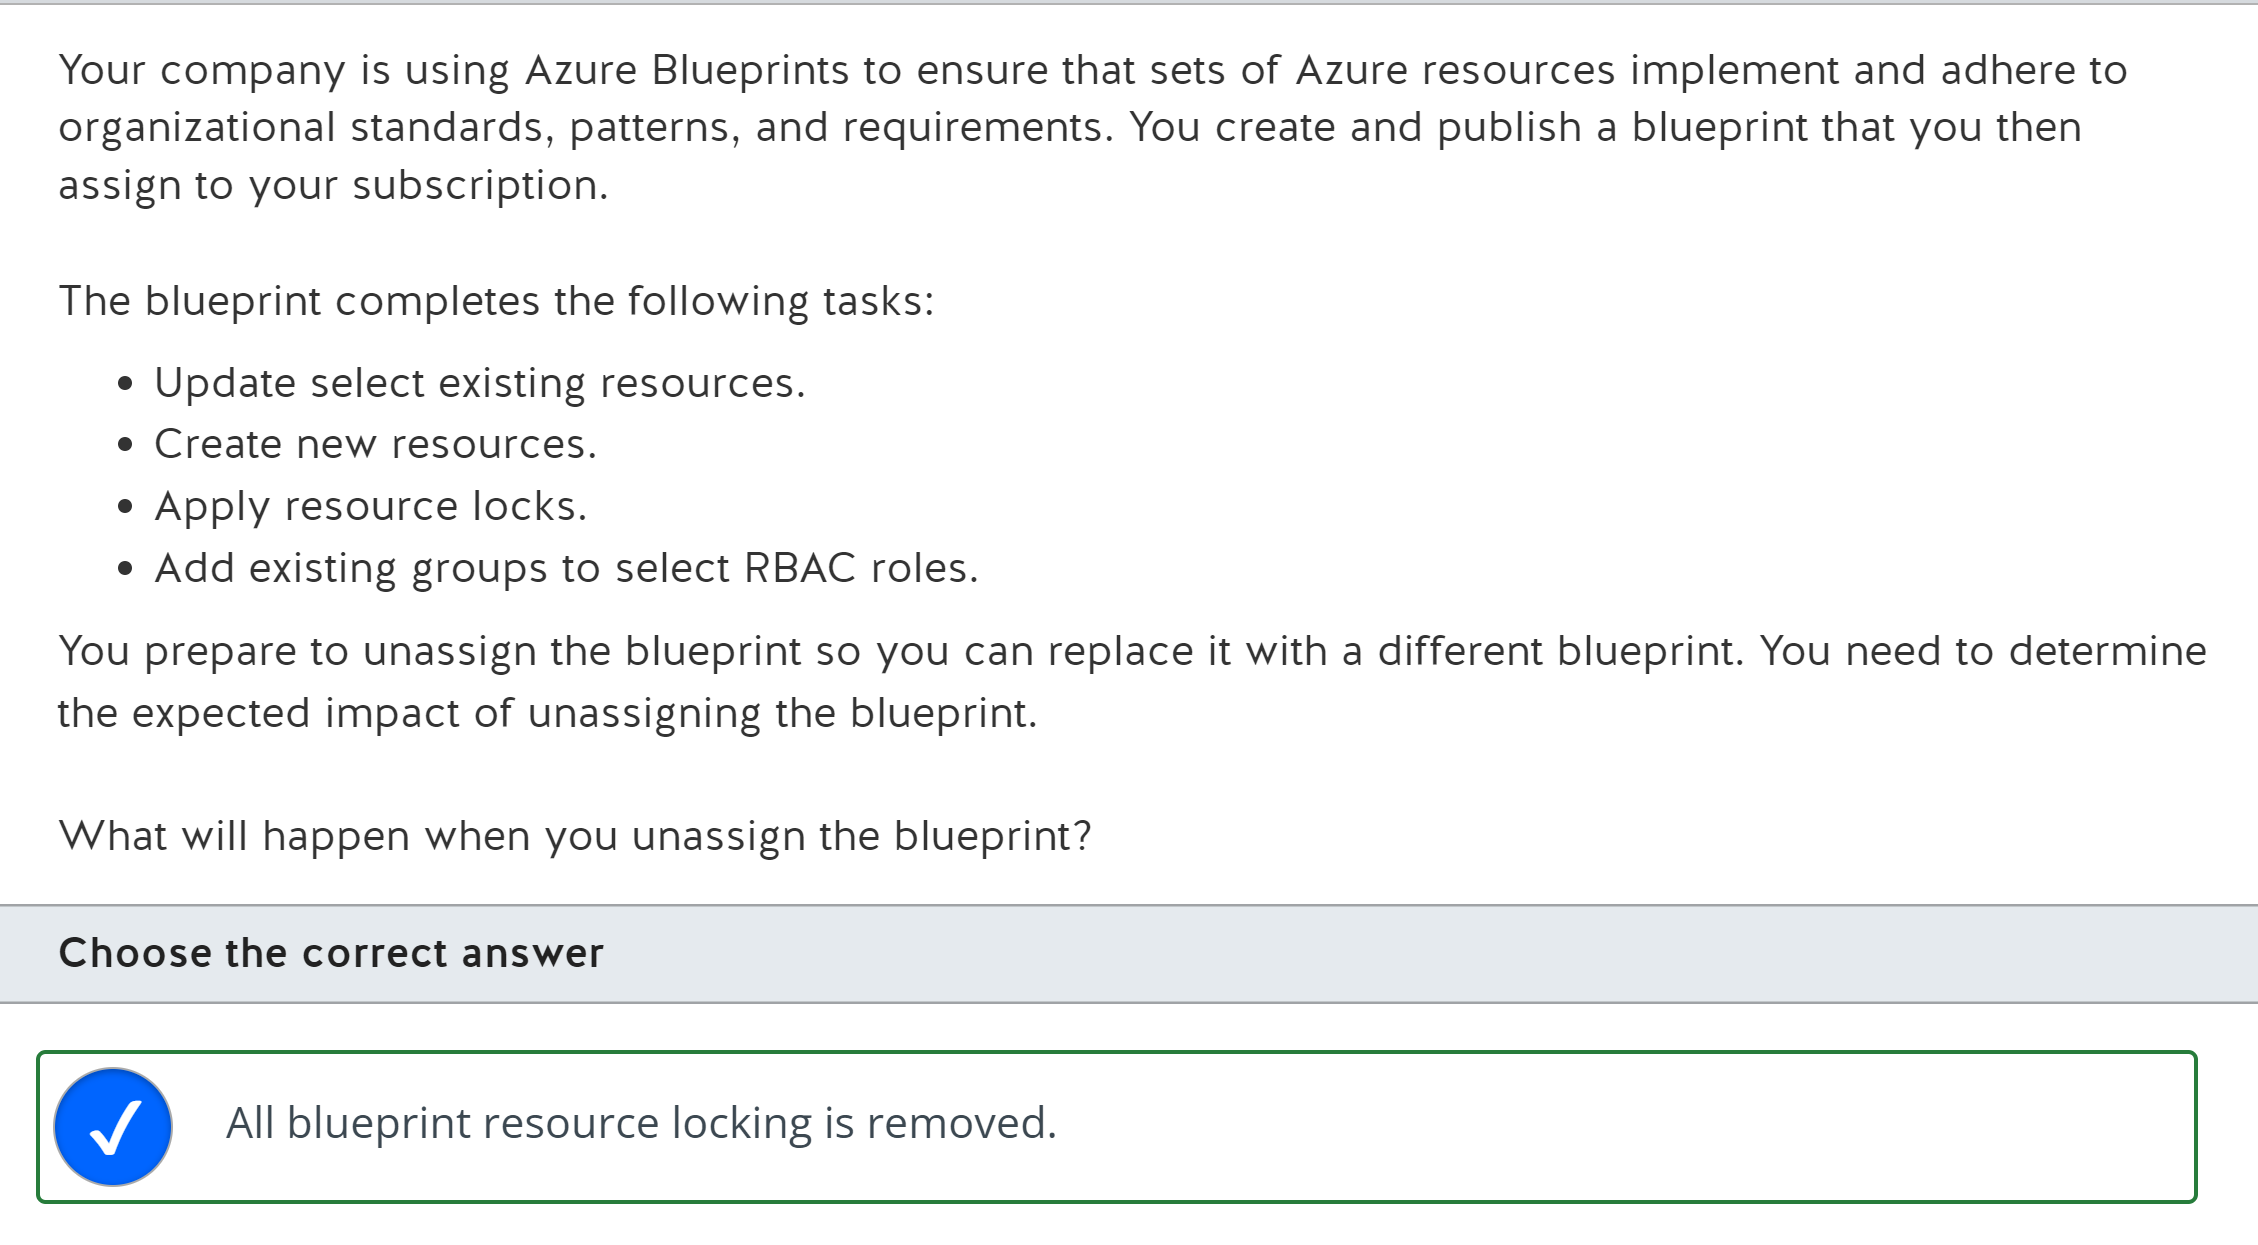 Your company is using Azure Blueprints to ensure that sets of Azure resources implement and adhere to
organizational standards, patterns, and requirements. You create and publish a blueprint that you then
assign to your subscription.
The blueprint completes the following tasks:
• Update select existing resources.
• Create new resources.
• Apply resource locks.
• Add existing groups to select RBAC roles.
You prepare to unassign the blueprint so you can replace it with a different blueprint. You need to determine
the expected impact of unassigning the blueprint.
What will happen when you unassign the blueprint?
Choose the correct answer
All blueprint resource locking is removed.